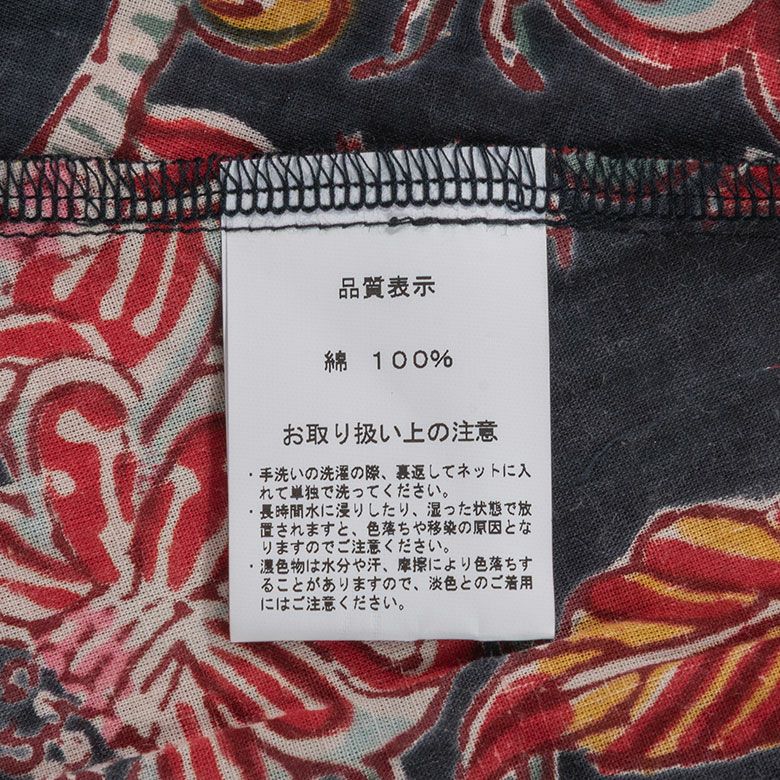 品質表示
綿 100%
お取り扱い上の注意
・手洗いの洗濯の際、裏返してネットに入
れて単独で洗ってください。
・長時間水に浸りしたり、湿った状態で放
置されますと、色落ちや移染の原因とな
りますのでご注意ください。
・濃色物は水分や汗、摩擦により色落ちす
ることがありますので、淡色とのご着用
にはご注意ください。